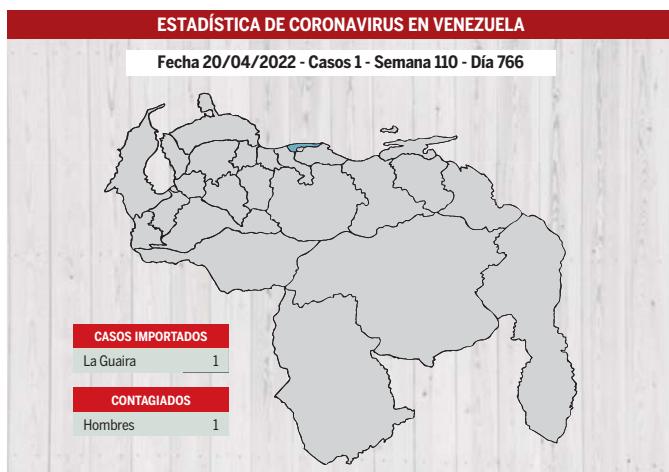 ESTADÍSTICA DE CORONAVIRUS EN VENEZUELA
Fecha 20/04/2022 - Casos 1 - Semana 110 - Día 766
CASOS IMPORTADOS
La Guaira 1
CONTAGIADOS
Hombres 1